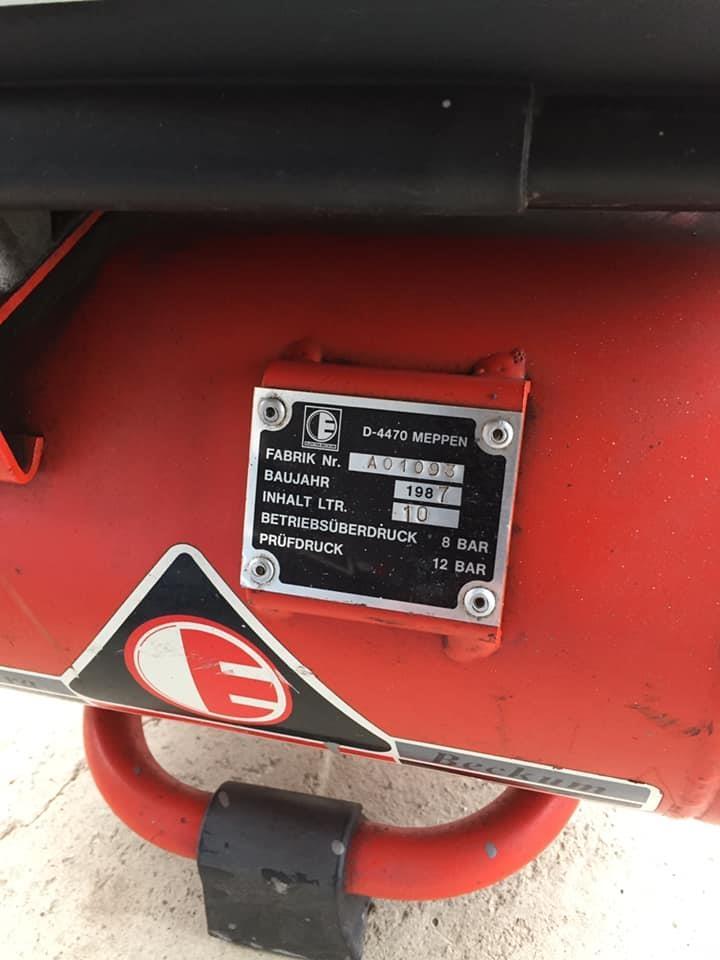 D-4470 MEPPEN
FABRIK Nr. A01093
BAUJAHR 1987
INHALT LTR. 10
BETRIEBSÜBERDRUCK 8 BAR
PRÜFDRUCK 12 BAR
E
Beckum